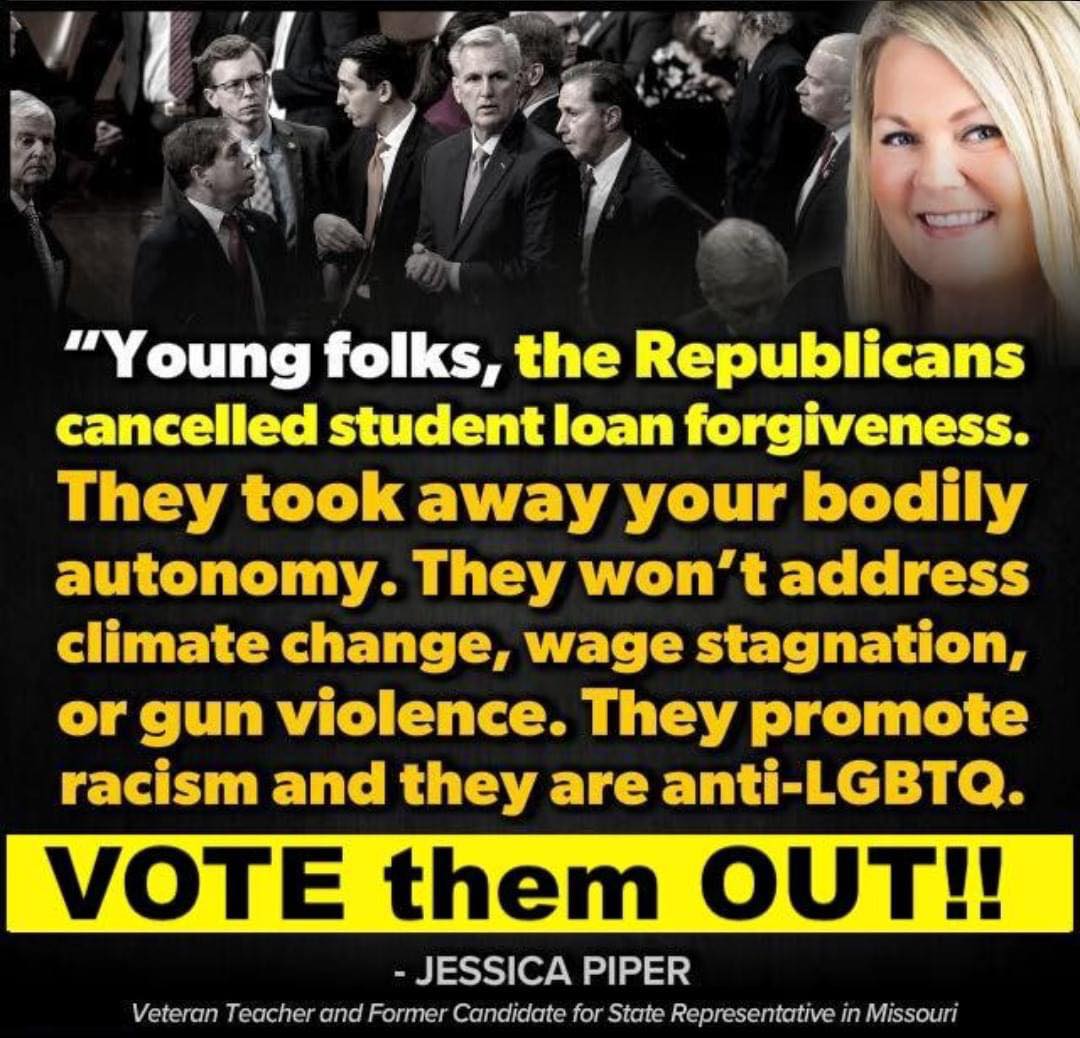 “Young folks, the Republicans
cancelled student loan forgiveness.
They took away your bodily
autonomy. They won’t address
climate change, wage stagnation,
or gun violence. They promote
racism and they are anti-LGBTQ.
VOTE them OUT!!
- JESSICA PIPER
Veteran Teacher and Former Candidate for State Representative in Missouri